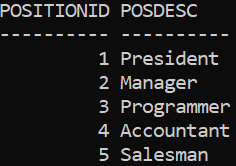 POSITIONID POSDESC
---------- ----------
1 President
2 Manager
3 Programmer
4 Accountant
5 Salesman